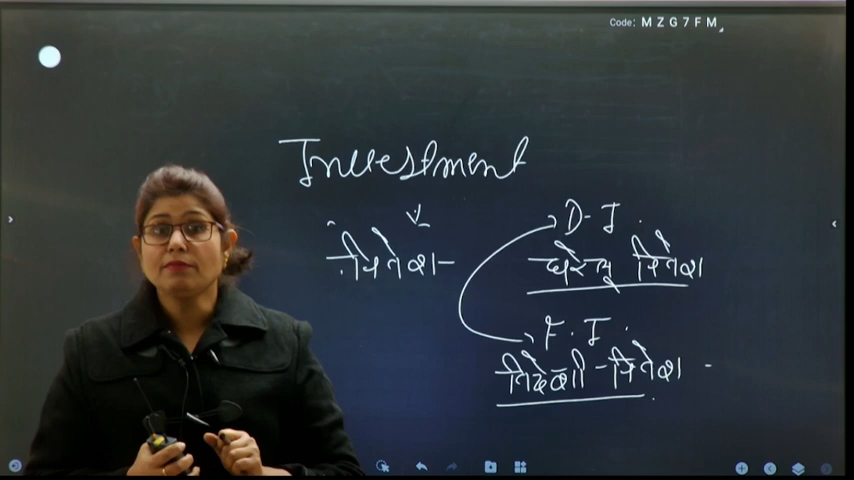 Code: MZG7FM
Investment
निवेश-
D.I.
घरेलू निवेश
F.I.
विदेशी-निवेश -